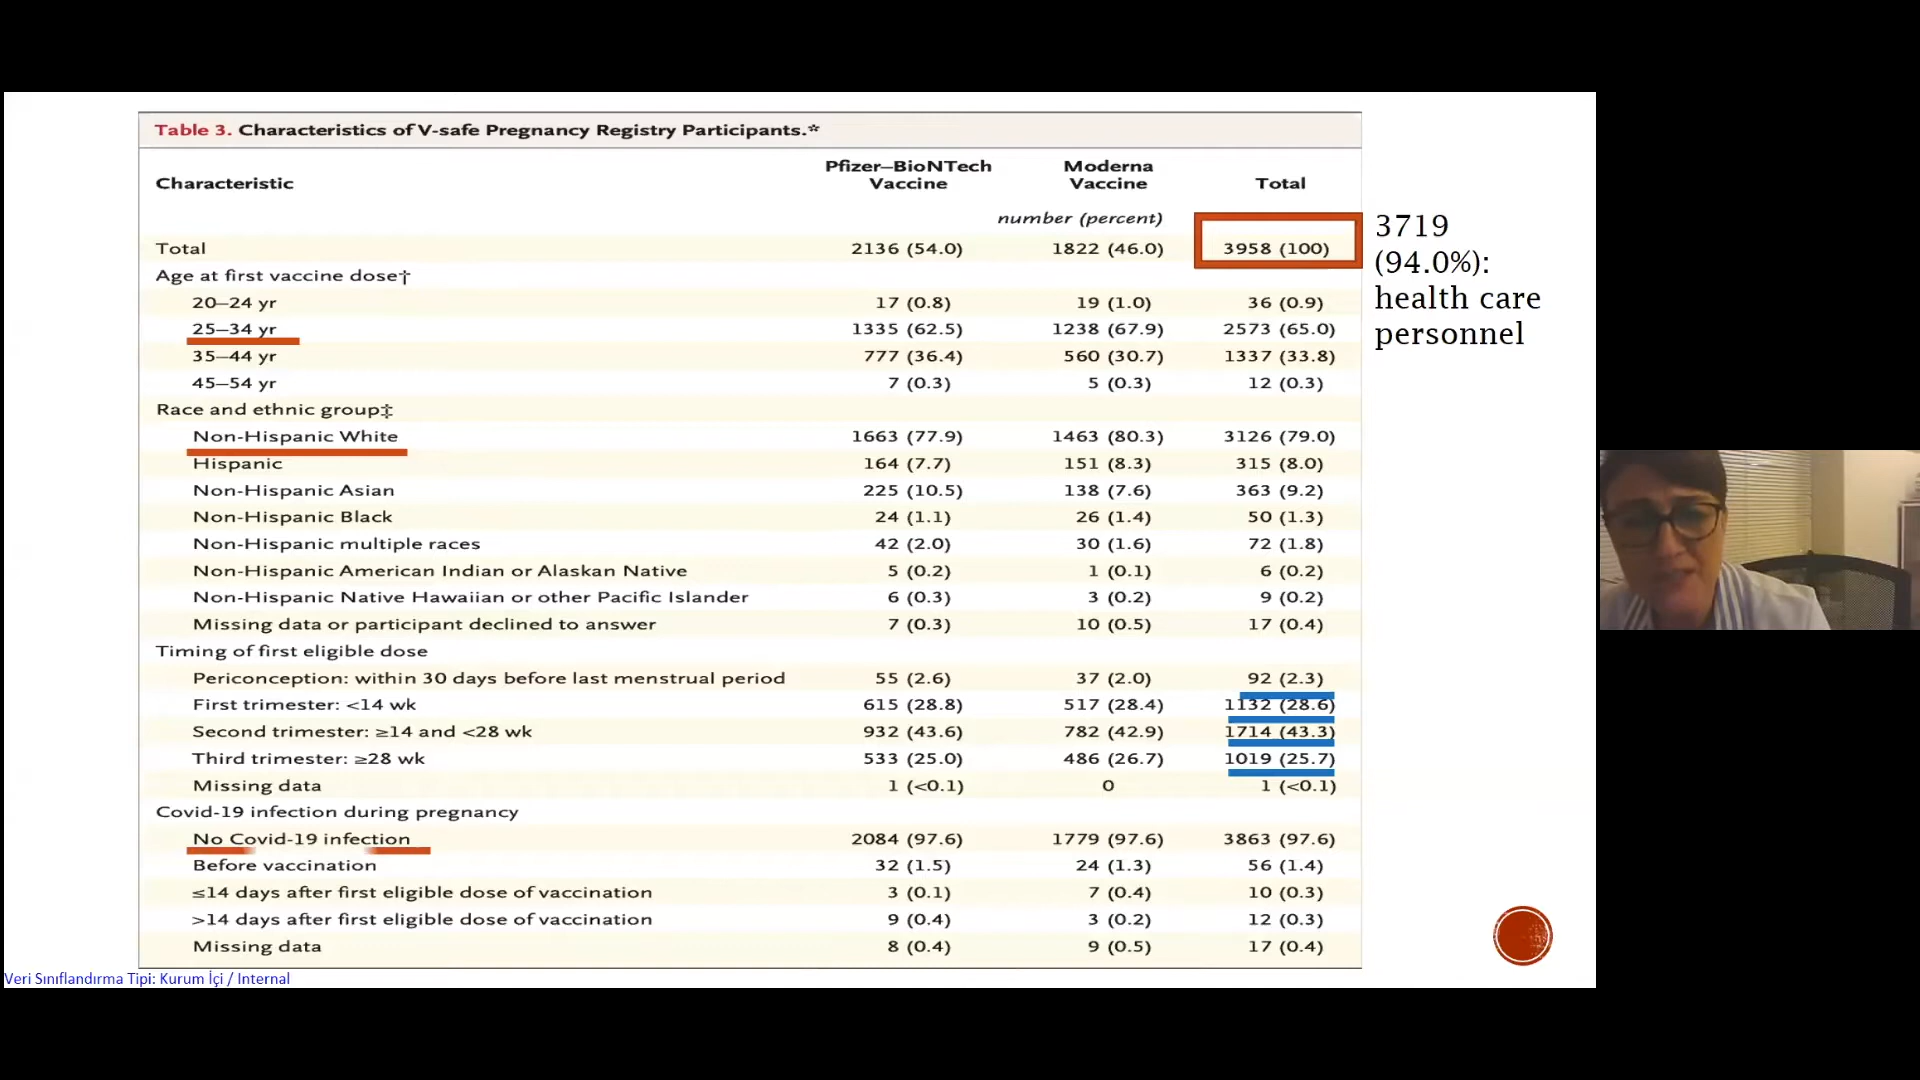 Table 3. Characteristics of V-safe Pregnancy Registry Participants.*
Characteristic Pfizer–BioNTech Vaccine Moderna Vaccine Total
number (percent)
Total 2136 (54.0) 1822 (46.0) 3958 (100)
Age at first vaccine dose†
20–24 yr 17 (0.8) 19 (1.0) 36 (0.9)
25–34 yr 1335 (62.5) 1238 (67.9) 2573 (65.0)
35–44 yr 777 (36.4) 560 (30.7) 1337 (33.8)
45–54 yr 7 (0.3) 5 (0.3) 12 (0.3)
Race and ethnic group‡
Non-Hispanic White 1663 (77.9) 1463 (80.3) 3126 (79.0)
Hispanic 164 (7.7) 151 (8.3) 315 (8.0)
Non-Hispanic Asian 225 (10.5) 138 (7.6) 363 (9.2)
Non-Hispanic Black 24 (1.1) 26 (1.4) 50 (1.3)
Non-Hispanic multiple races 42 (2.0) 30 (1.6) 72 (1.8)
Non-Hispanic American Indian or Alaskan Native 5 (0.2) 1 (0.1) 6 (0.2)
Non-Hispanic Native Hawaiian or other Pacific Islander 6 (0.3) 3 (0.2) 9 (0.2)
Missing data or participant declined to answer 7 (0.3) 10 (0.5) 17 (0.4)
Timing of first eligible dose
Periconception: within 30 days before last menstrual period 55 (2.6) 37 (2.0) 92 (2.3)
First trimester: <14 wk 615 (28.8) 517 (28.4) 1132 (28.6)
Second trimester: ≥14 and <28 wk 932 (43.6) 782 (42.9) 1714 (43.3)
Third trimester: ≥28 wk 533 (25.0) 486 (26.7) 1019 (25.7)
Missing data 1 (<0.1) 0 1 (<0.1)
Covid-19 infection during pregnancy
No Covid-19 infection 2084 (97.6) 1779 (97.6) 3863 (97.6)
Before vaccination 32 (1.5) 24 (1.3) 56 (1.4)
≤14 days after first eligible dose of vaccination 3 (0.1) 7 (0.4) 10 (0.3)
>14 days after first eligible dose of vaccination 9 (0.4) 3 (0.2) 12 (0.3)
Missing data 8 (0.4) 9 (0.5) 17 (0.4)
3719
(94.0%):
health care
personnel
Veri Sınıflandırma Tipi: Kurum İçi / Internal